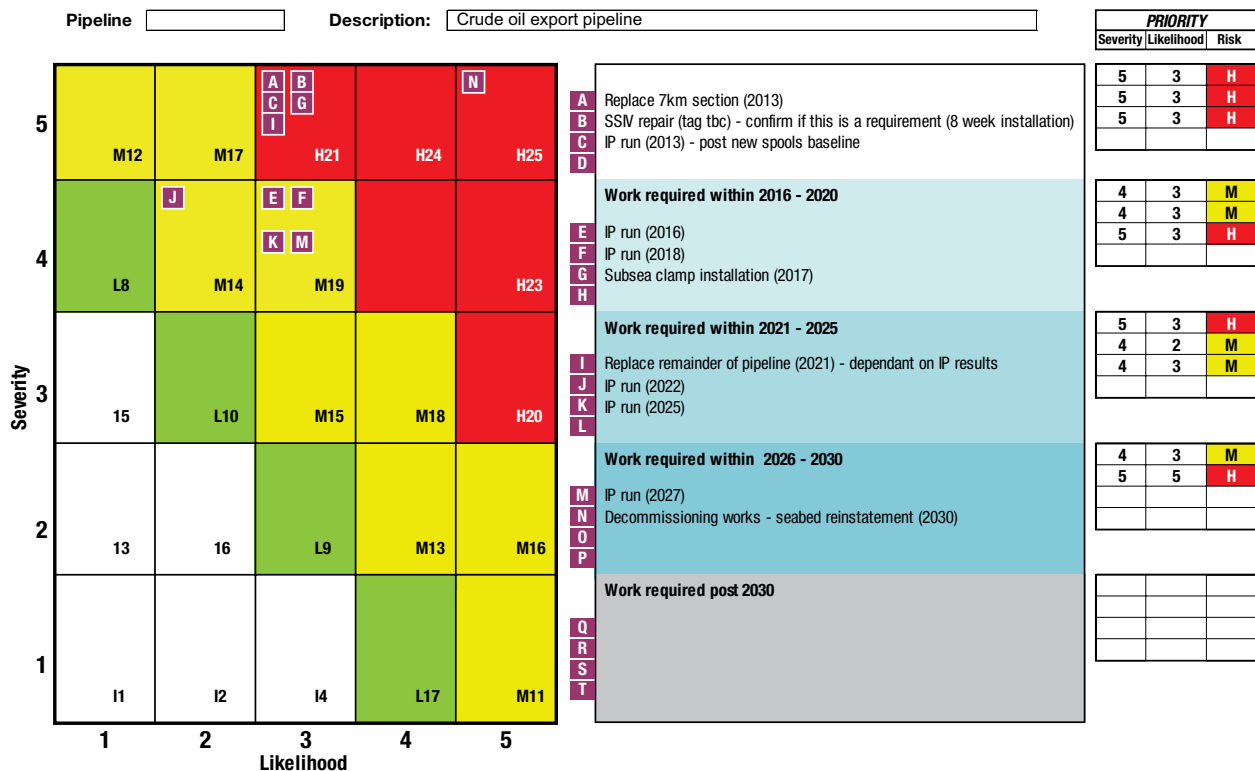 Pipeline
Description: Crude oil export pipeline
PRIORITY
Severity Likelihood Risk
Severity
5
A B
C G
I
N
M12 M17 H21 H24 H25
4
J
E F
K M
L8 M14 M19 H23
3
15 L10 M15 M18 H20
2
13 16 L9 M13 M16
1
I1 I2 I4 L17 M11
1 2 3 4 5
Likelihood
A Replace 7km section (2013) 5 3 H
B SSIV repair (tag tbc) - confirm if this is a requirement (8 week installation) 5 3 H
C IP run (2013) - post new spools baseline 5 3 H
D
Work required within 2016 - 2020
E IP run (2016) 4 3 M
F IP run (2018) 4 3 M
G Subsea clamp installation (2017) 5 3 H
H
Work required within 2021 - 2025
I Replace remainder of pipeline (2021) - dependant on IP results 5 3 H
J IP run (2022) 4 2 M
K IP run (2025) 4 3 M
L
Work required within 2026 - 2030
M IP run (2027) 4 3 M
N Decommissioning works - seabed reinstatement (2030) 5 5 H
O
P
Work required post 2030
Q
R
S
T